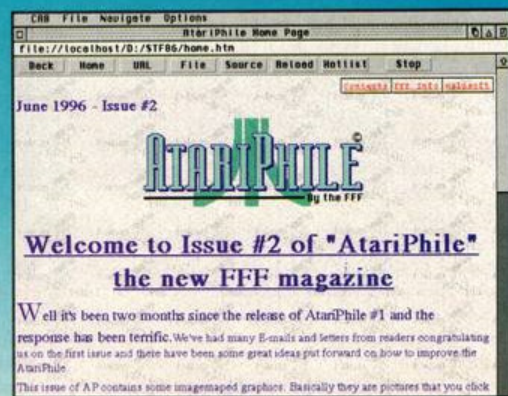 CAB File Navigate Options
AtariPhile Home Page
file://localhost/D:/STF86/home.htm
Back Home URL File Source Reload Hotlist Stop
Contents FFF Info
June 1996 - Issue #2
ATARIPHILE ©
By the FFF
Welcome to Issue #2 of "AtariPhile"
the new FFF magazine
Well it's been two months since the release of AtariPhile #1 and the
response has been terrific. We've had many E-mails and letters from readers congratulating
us on the first issue and there have been some great ideas put forward on how to improve the
AtariPhile.
This issue of AP contains some imagemaped graphics. Basically they are pictures that you click